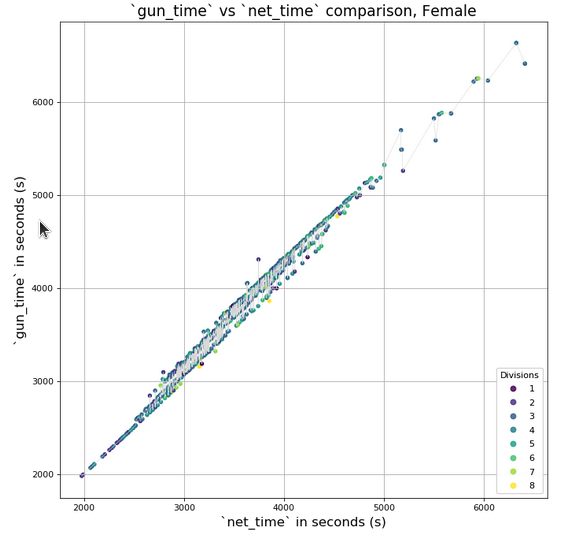 `gun_time` vs `net_time` comparison, Female
`gun_time` in seconds (s)
6000
5000
4000
3000
2000
Divisions
1
2
3
4
5
6
7
8
2000 3000 4000 5000 6000
`net_time` in seconds (s)